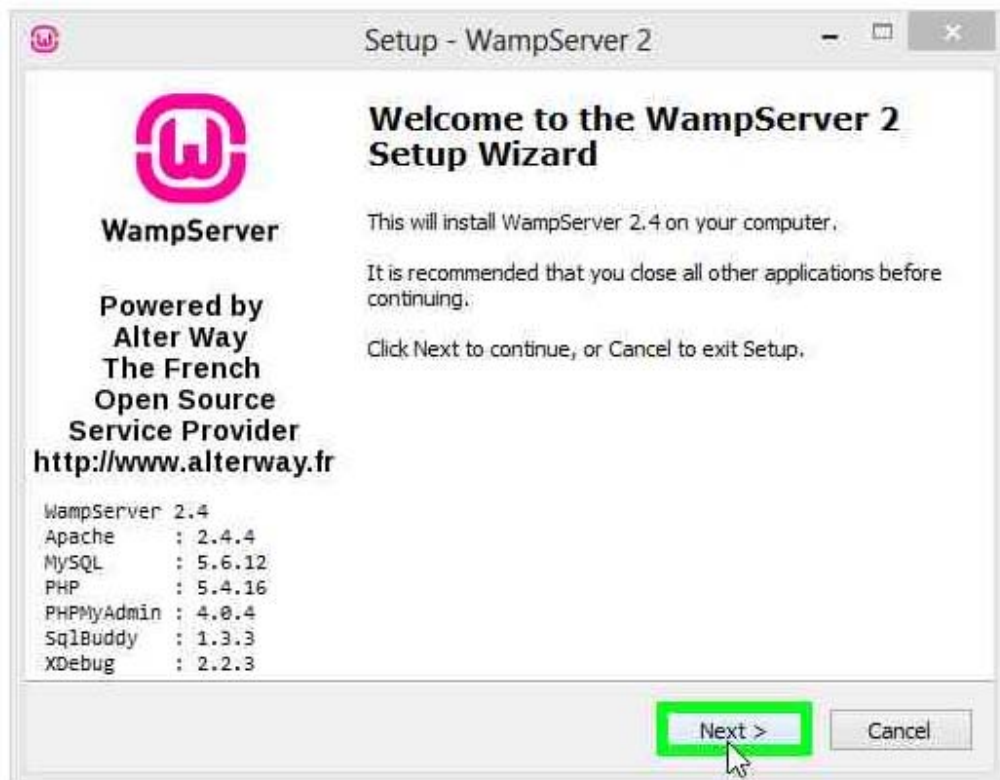 Setup - WampServer 2
WampServer
Powered by
Alter Way
The French
Open Source
Service Provider
http://www.alterway.fr
WampServer 2.4
Apache : 2.4.4
MySQL : 5.6.12
PHP : 5.4.16
PHPMyAdmin : 4.0.4
SqlBuddy : 1.3.3
XDebug : 2.2.3
Welcome to the WampServer 2
Setup Wizard
This will install WampServer 2.4 on your computer.
It is recommended that you close all other applications before
continuing.
Click Next to continue, or Cancel to exit Setup.
Next >
Cancel